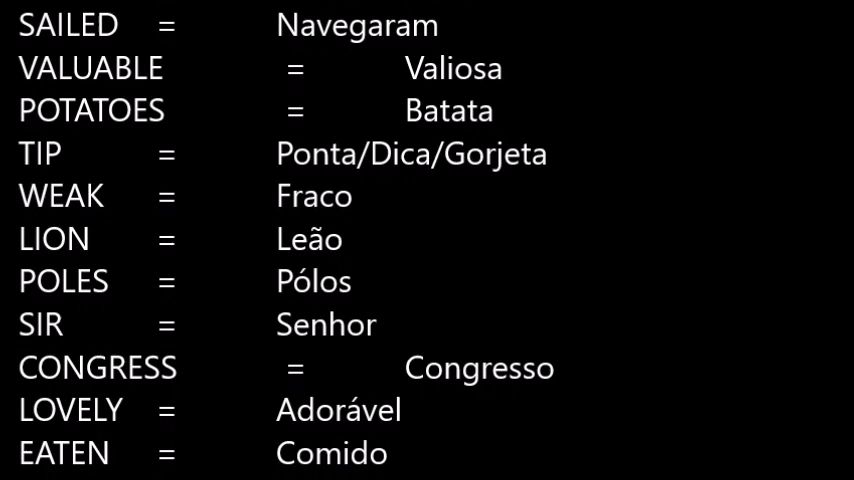 SAILED = Navegaram
VALUABLE = Valiosa
POTATOES = Batata
TIP = Ponta/Dica/Gorjeta
WEAK = Fraco
LION = Leão
POLES = Pólos
SIR = Senhor
CONGRESS = Congresso
LOVELY = Adorável
EATEN = Comido